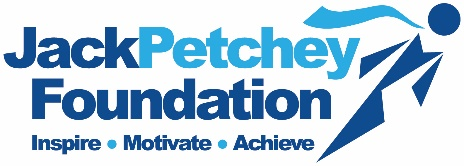 JackPetchey
Foundation
Inspire • Motivate • Achieve